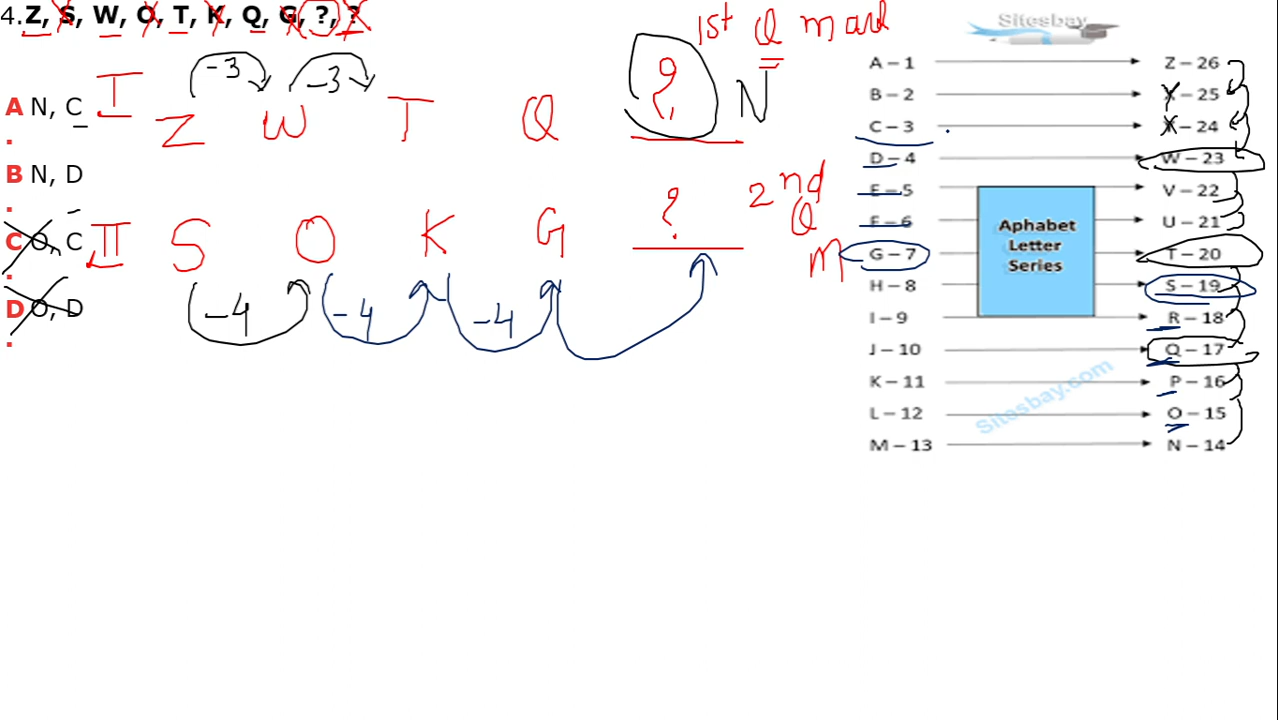 4.Z, S, W, O, T, K, Q, G, ?, ?
1st Q mark
Sitesbay
A N, C
.
B N, D
.
C O, C
.
D O, D
.
I
-3
-3
Z W T Q ? N
II S O K G ?
2nd
Q
M
-4
-4
-4
A – 1 Z – 26
B – 2 Y – 25
C – 3 X – 24
D – 4 W – 23
E – 5 V – 22
F – 6 U – 21
G – 7 T – 20
H – 8 S – 19
I – 9 R – 18
J – 10 Q – 17
K – 11 P – 16
L – 12 O – 15
M – 13 N – 14
Aphabet
Letter
Series
Sitesbay.com